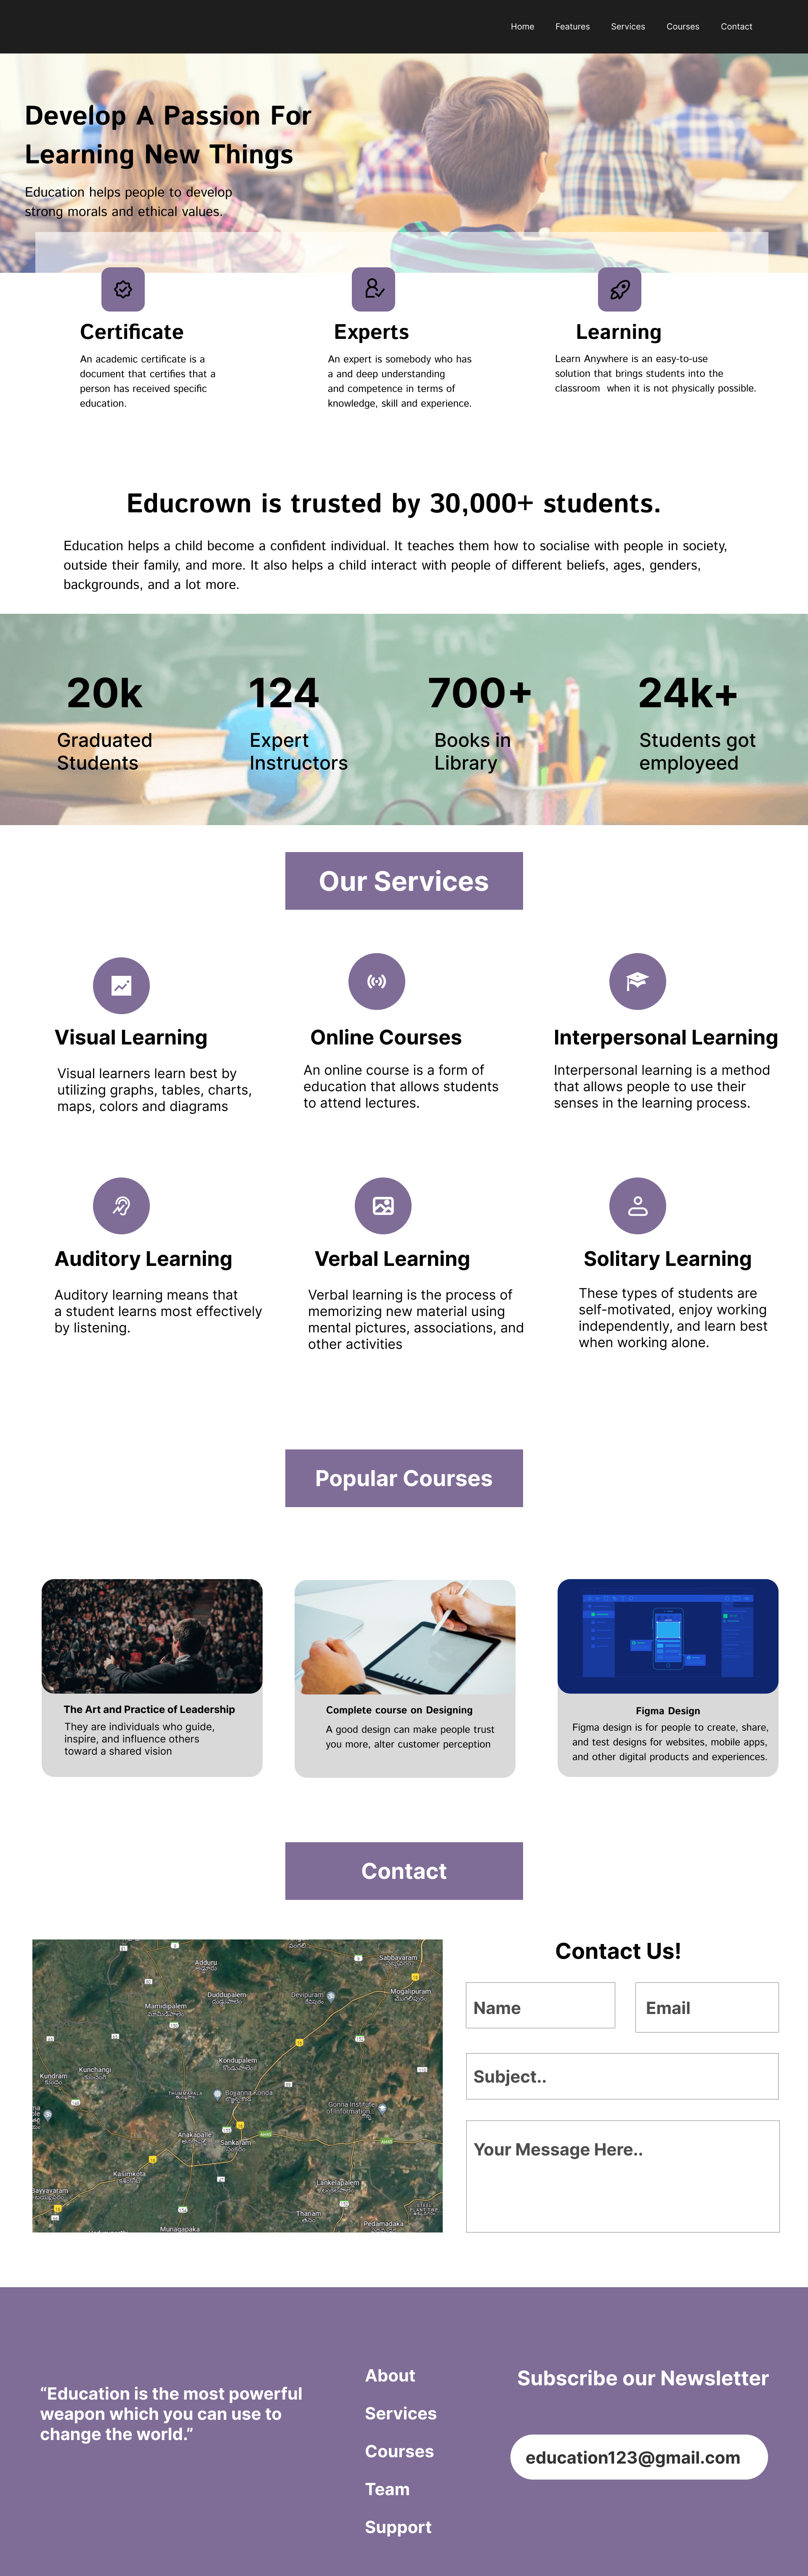 Home Features Services Courses Contact
Develop A Passion For
Learning New Things
Education helps people to develop
strong morals and ethical values.
Certificate
An academic certificate is a
document that certifies that a
person has received specific
education.
Experts
An expert is somebody who has
a and deep understanding
and competence in terms of
knowledge, skill and experience.
Learning
Learn Anywhere is an easy-to-use
solution that brings students into the
classroom when it is not physically possible.
Educrown is trusted by 30,000+ students.
Education helps a child become a confident individual. It teaches them how to socialise with people in society,
outside their family, and more. It also helps a child interact with people of different beliefs, ages, genders,
backgrounds, and a lot more.
20k
Graduated
Students
124
Expert
Instructors
700+
Books in
Library
24k+
Students got
employeed
Our Services
Visual Learning
Visual learners learn best by
utilizing graphs, tables, charts,
maps, colors and diagrams
Online Courses
An online course is a form of
education that allows students
to attend lectures.
Interpersonal Learning
Interpersonal learning is a method
that allows people to use their
senses in the learning process.
Auditory Learning
Auditory learning means that
a student learns most effectively
by listening.
Verbal Learning
Verbal learning is the process of
memorizing new material using
mental pictures, associations, and
other activities
Solitary Learning
These types of students are
self-motivated, enjoy working
independently, and learn best
when working alone.
Popular Courses
The Art and Practice of Leadership
They are individuals who guide,
inspire, and influence others
toward a shared vision
Complete course on Designing
A good design can make people trust
you more, alter customer perception
Figma Design
Figma design is for people to create, share,
and test designs for websites, mobile apps,
and other digital products and experiences.
Contact
Adduru
Sabbavaram
Duddupalem
Devipuram
Mogalipuram
Mamidipalem
Kondupalem
Kunchangi
Kundram
THUMMAPALA
Bojjanna Konda
Gonna Institute
of Information
Anakapalle
Sankaram
Kasimkota
Lankelapalem
Bayyavaram
Thanam
Munagapaka
Pedamadaka
Contact Us!
Name
Email
Subject..
Your Message Here..
“Education is the most powerful
weapon which you can use to
change the world.”
About
Services
Courses
Team
Support
Subscribe our Newsletter
education123@gmail.com